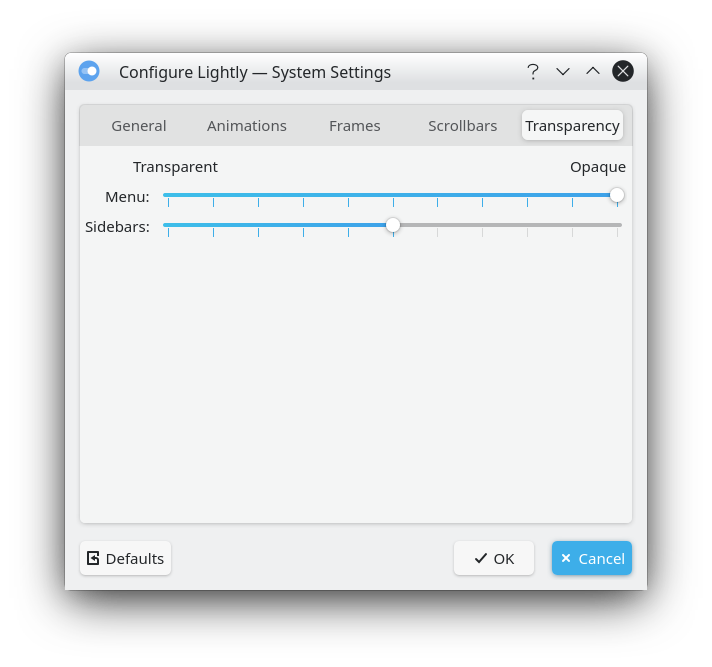 Configure Lightly — System Settings
General Animations Frames Scrollbars Transparency
Transparent Opaque
Menu:
Sidebars:
Defaults OK Cancel